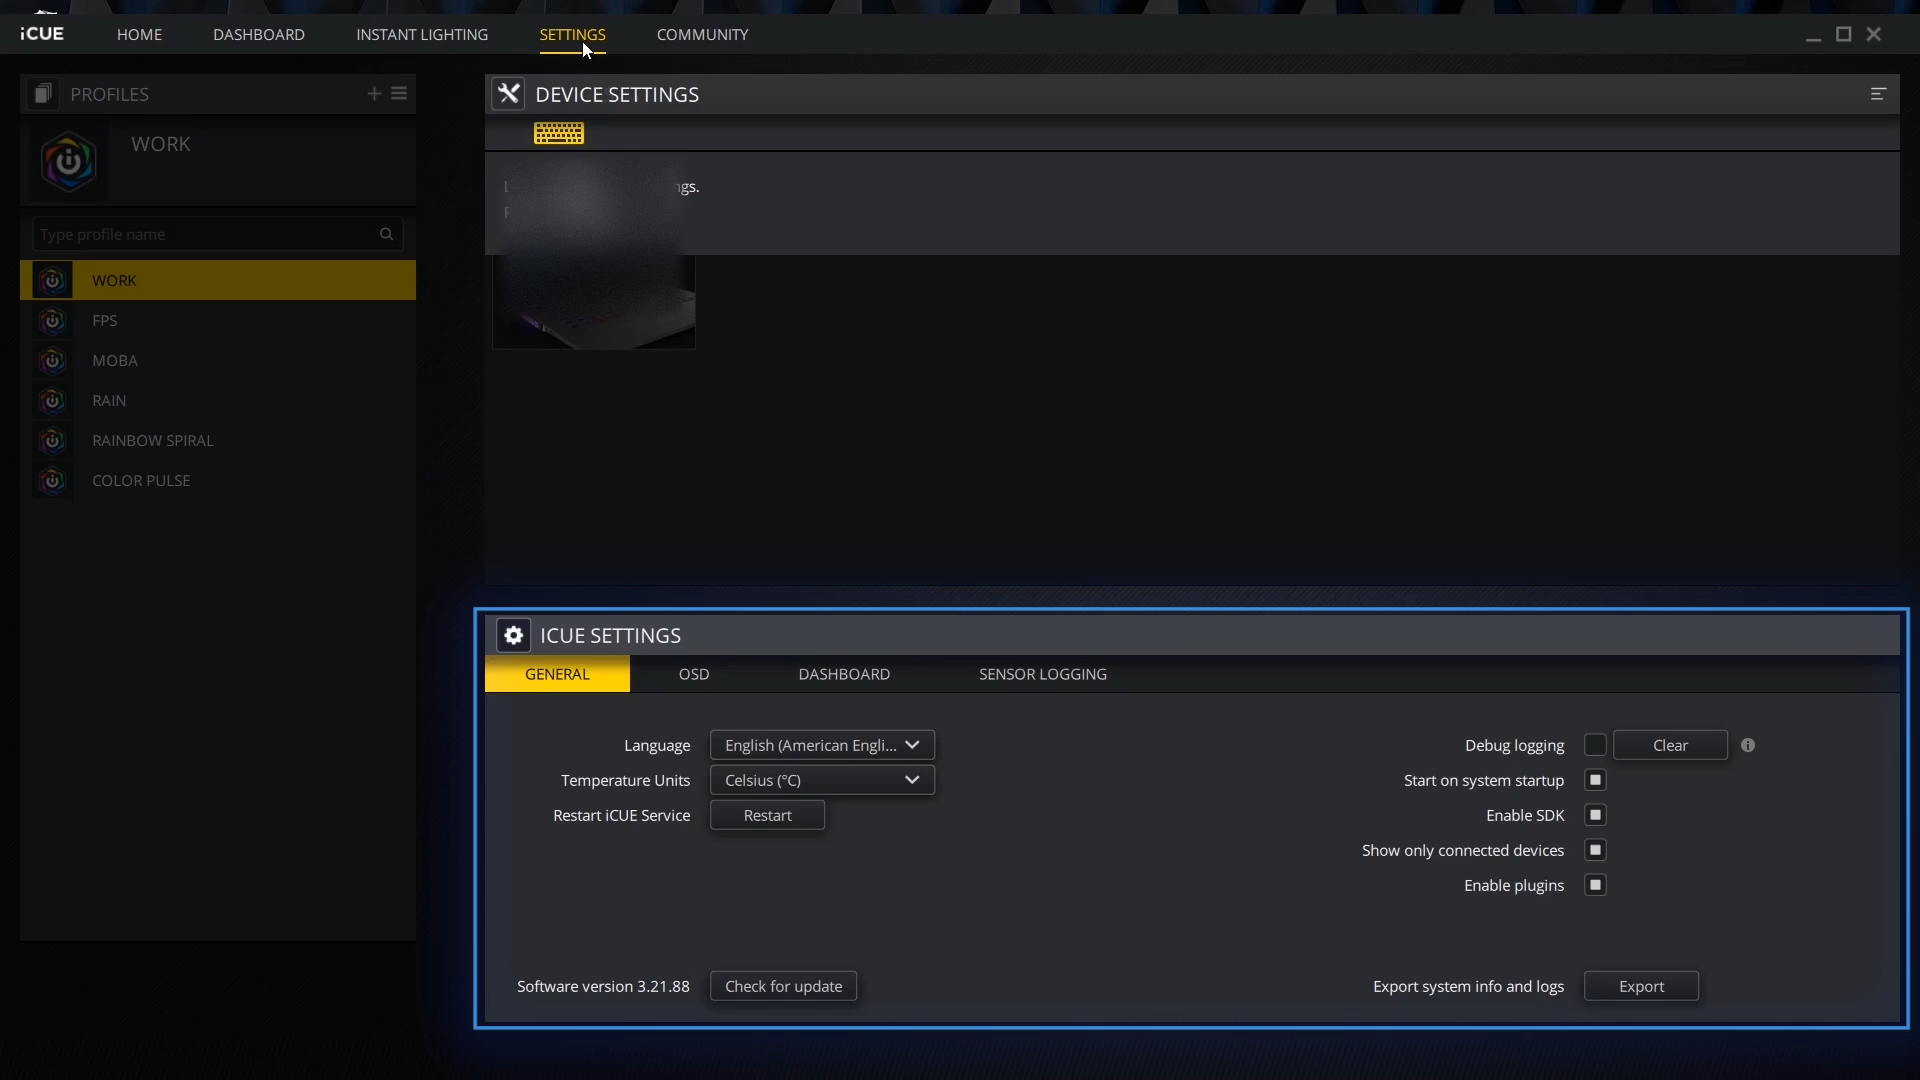 iCUE HOME DASHBOARD INSTANT LIGHTING SETTINGS COMMUNITY
PROFILES
WORK
Type profile name
WORK
FPS
MOBA
RAIN
RAINBOW SPIRAL
COLOR PULSE
DEVICE SETTINGS
ICUE SETTINGS
GENERAL OSD DASHBOARD SENSOR LOGGING
Language English (American Engli...
Temperature Units Celsius (°C)
Restart iCUE Service Restart
Debug logging Clear
Start on system startup
Enable SDK
Show only connected devices
Enable plugins
Software version 3.21.88 Check for update
Export system info and logs Export